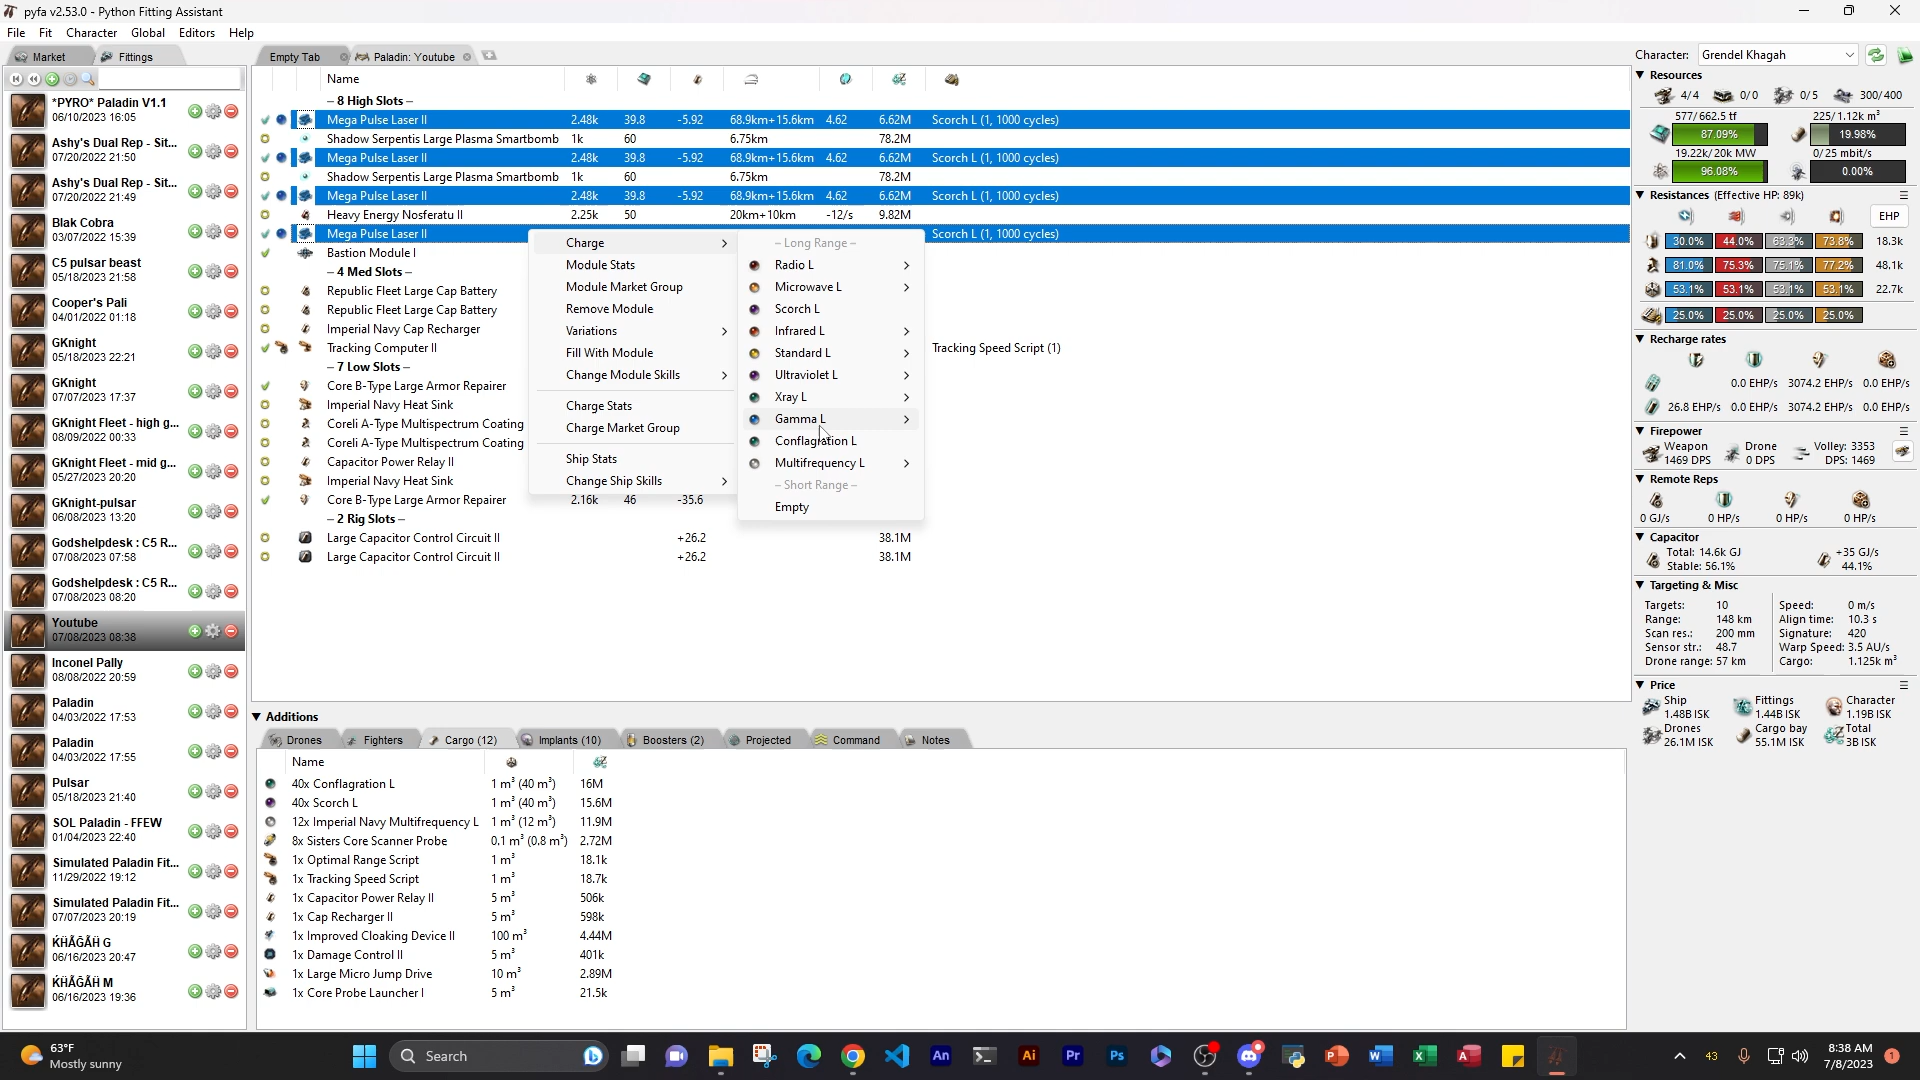 pyfa v2.53.0 - Python Fitting Assistant
File Fit Character Global Editors Help
Market Fittings
Empty Tab Paladin: Youtube
Character: Grendel Khagah
*PYRO* Paladin V1.1
06/10/2023 16:05
Ashy's Dual Rep - Sit...
07/20/2022 21:50
Ashy's Dual Rep - Sit...
07/20/2022 21:49
Blak Cobra
03/07/2022 15:39
C5 pulsar beast
05/18/2023 21:58
Cooper's Pali
04/01/2022 01:18
GKnight
05/18/2023 22:21
GKnight
07/07/2023 17:37
GKnight Fleet - high g...
08/09/2022 00:33
GKnight Fleet - mid g...
05/27/2023 20:20
GKnight-pulsar
06/08/2023 13:20
Godshelpdesk : C5 R...
07/08/2023 07:58
Godshelpdesk : C5 R...
07/08/2023 08:20
Youtube
07/08/2023 08:38
Inconel Pally
08/08/2022 20:59
Paladin
04/03/2022 17:53
Paladin
04/03/2022 17:55
Pulsar
05/18/2023 21:40
SOL Paladin - FFEW
01/04/2023 22:40
Simulated Paladin Fit...
11/29/2022 19:12
Simulated Paladin Fit...
07/07/2023 20:19
ḰḦÃĜÃḦ G
06/16/2023 20:47
ḰḦÃĜÃḦ M
06/16/2023 19:36
Name
– 8 High Slots –
Mega Pulse Laser II 2.48k 39.8 -5.92 68.9km+15.6km 4.62 6.62M Scorch L (1, 1000 cycles)
Shadow Serpentis Large Plasma Smartbomb 1k 60 6.75km 78.2M
Mega Pulse Laser II 2.48k 39.8 -5.92 68.9km+15.6km 4.62 6.62M Scorch L (1, 1000 cycles)
Shadow Serpentis Large Plasma Smartbomb 1k 60 6.75km 78.2M
Mega Pulse Laser II 2.48k 39.8 -5.92 68.9km+15.6km 4.62 6.62M Scorch L (1, 1000 cycles)
Heavy Energy Nosferatu II 2.25k 50 20km+10km -12/s 9.82M
Mega Pulse Laser II Scorch L (1, 1000 cycles)
Bastion Module I
– 4 Med Slots –
Republic Fleet Large Cap Battery
Republic Fleet Large Cap Battery
Imperial Navy Cap Recharger
Tracking Computer II Tracking Speed Script (1)
– 7 Low Slots –
Core B-Type Large Armor Repairer
Imperial Navy Heat Sink
Coreli A-Type Multispectrum Coating
Coreli A-Type Multispectrum Coating
Capacitor Power Relay II
Imperial Navy Heat Sink
Core B-Type Large Armor Repairer 2.16k 46 -35.6
– 2 Rig Slots –
Large Capacitor Control Circuit II +26.2 38.1M
Large Capacitor Control Circuit II +26.2 38.1M
Charge
Module Stats
Module Market Group
Remove Module
Variations
Fill With Module
Change Module Skills
Charge Stats
Charge Market Group
Ship Stats
Change Ship Skills
– Long Range –
Radio L
Microwave L
Scorch L
Infrared L
Standard L
Ultraviolet L
Xray L
Gamma L
Conflagration L
Multifrequency L
– Short Range –
Empty
Additions
Drones Fighters Cargo (12) Implants (10) Boosters (2) Projected Command Notes
Name
40x Conflagration L 1 m³ (40 m³) 16M
40x Scorch L 1 m³ (40 m³) 15.6M
12x Imperial Navy Multifrequency L 1 m³ (12 m³) 11.9M
8x Sisters Core Scanner Probe 0.1 m³ (0.8 m³) 2.72M
1x Optimal Range Script 1 m³ 18.1k
1x Tracking Speed Script 1 m³ 18.7k
1x Capacitor Power Relay II 5 m³ 506k
1x Cap Recharger II 5 m³ 598k
1x Improved Cloaking Device II 100 m³ 4.44M
1x Damage Control II 5 m³ 401k
1x Large Micro Jump Drive 10 m³ 2.89M
1x Core Probe Launcher I 5 m³ 21.5k
Resources
4/4 0/0 0/5 300/400
577/662.5 tf 225/1.12k m³
87.09% 19.98%
19.22k/20k MW 0/25 mbit/s
96.08% 0.00%
Resistances (Effective HP: 89k)
EHP
30.0% 44.0% 63.3% 73.8% 18.3k
81.0% 75.3% 75.1% 77.2% 48.1k
53.1% 53.1% 53.1% 53.1% 22.7k
25.0% 25.0% 25.0% 25.0%
Recharge rates
0.0 EHP/s 3074.2 EHP/s 0.0 EHP/s
26.8 EHP/s 0.0 EHP/s 3074.2 EHP/s 0.0 EHP/s
Firepower
Weapon Drone Volley: 3353
1469 DPS 0 DPS DPS: 1469
Remote Reps
0 GJ/s 0 HP/s 0 HP/s 0 HP/s
Capacitor
Total: 14.6k GJ +35 GJ/s
Stable: 56.1% 44.1%
Targeting & Misc
Targets: 10 Speed: 0 m/s
Range: 148 km Align time: 10.3 s
Scan res.: 200 mm Signature: 420
Sensor str.: 48.7 Warp Speed: 3.5 AU/s
Drone range: 57 km Cargo: 1.125k m³
Price
Ship Fittings Character
1.48B ISK 1.44B ISK 1.19B ISK
Drones Cargo bay Total
26.1M ISK 55.1M ISK 3B ISK
63°F
Mostly sunny
Search
An Ai Pr Ps
43
8:38 AM
7/8/2023
1